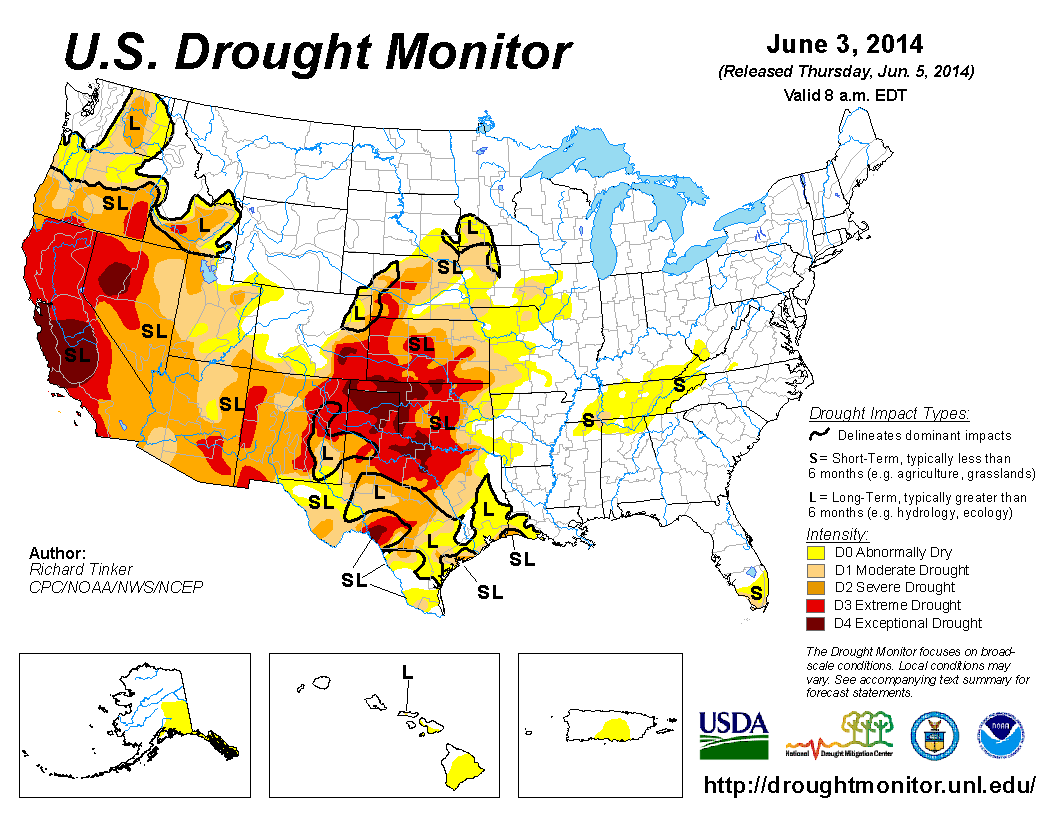 U.S. Drought Monitor
June 3, 2014
(Released Thursday, Jun. 5, 2014)
Valid 8 a.m. EDT
L
SL
L
L
SL
L
SL
SL
SL
S
SL
S
SL
L
L
SL
L
L
SL
SL
SL
S
Drought Impact Types:
Delineates dominant impacts
S = Short-Term, typically less than
6 months (e.g. agriculture, grasslands)
L = Long-Term, typically greater than
6 months (e.g. hydrology, ecology)
Intensity:
D0 Abnormally Dry
D1 Moderate Drought
D2 Severe Drought
D3 Extreme Drought
D4 Exceptional Drought
Author:
Richard Tinker
CPC/NOAA/NWS/NCEP
The Drought Monitor focuses on broad-
scale conditions. Local conditions may
vary. See accompanying text summary for
forecast statements.
L
USDA
National Drought Mitigation Center
NOAA
http://droughtmonitor.unl.edu/